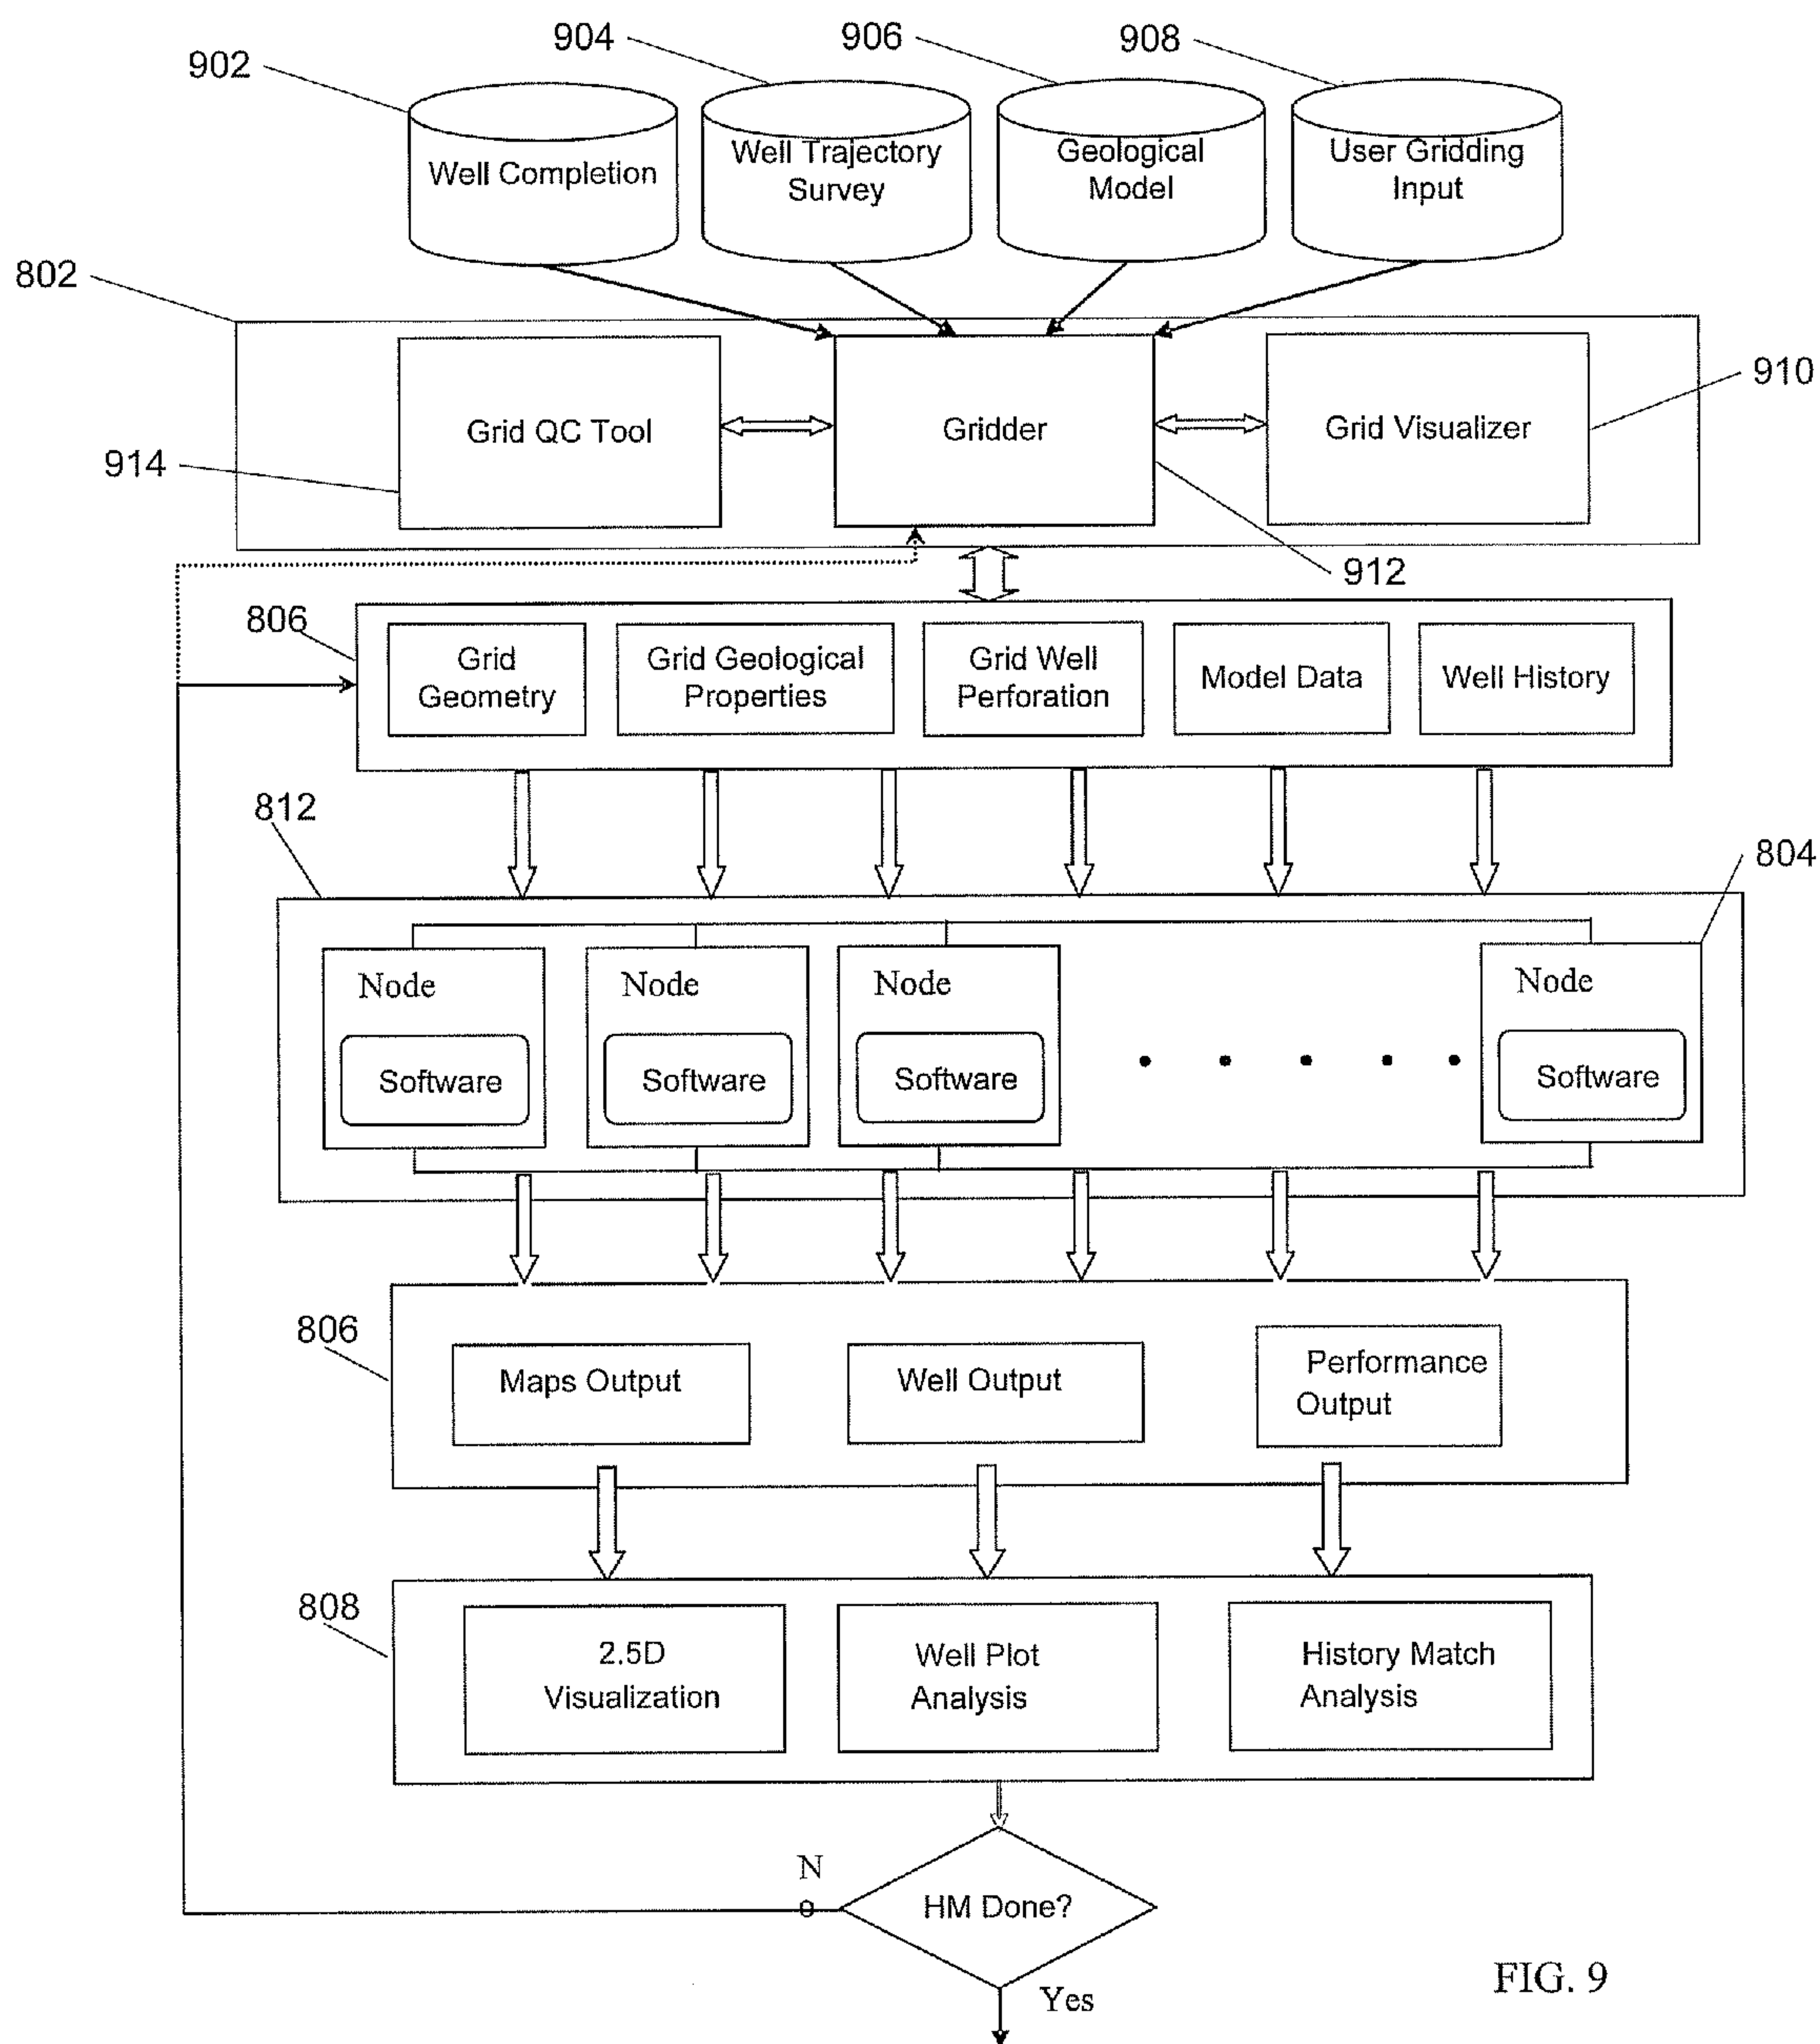 904
906
908
902
Well Completion
Well Trajectory
Survey
Geological
Model
User Gridding
Input
802
910
Grid QC Tool
Gridder
Grid Visualizer
914
912
806
Grid
Geometry
Grid Geological
Properties
Grid Well
Perforation
Model Data
Well History
812
804
Node
Software
Node
Software
Node
Software
Node
Software
806
Maps Output
Well Output
Performance
Output
808
2.5D
Visualization
Well Plot
Analysis
History Match
Analysis
N
o
HM Done?
Yes
FIG. 9